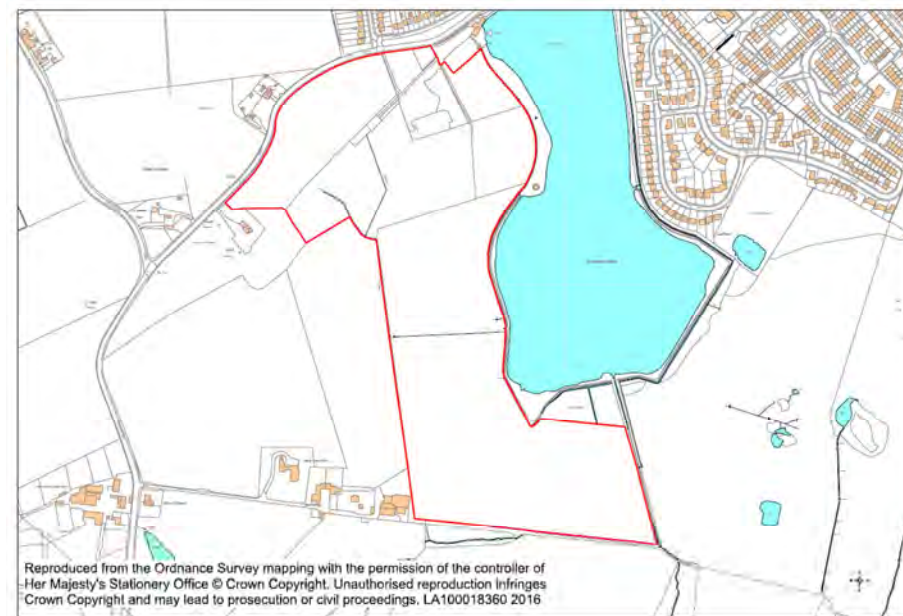 Reproduced from the Ordnance Survey mapping with the permission of the controller of
Her Majesty's Stationery Office © Crown Copyright. Unauthorised reproduction infringes
Crown Copyright and may lead to prosecution or civil proceedings. LA100018360 2016